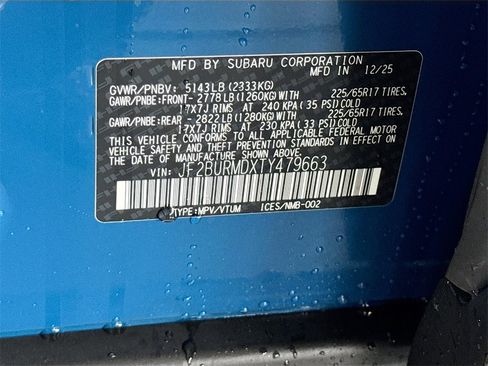 MFD BY SUBARU CORPORATION
MFD IN 12/25
GVWR/PNBV: 5143LB (2333KG)
GAWR/PNBE:FRONT- 2778LB (1260KG)WITH 225/65R17 TIRES
17X7J RIMS AT 240 KPA( 35 PSI)COLD
GAWR/PNBE:REAR - 2822LB (1280KG)WITH 225/65R17 TIRES
17X7J RIMS AT 230 KPA( 33 PSI)COLD
THIS VEHICLE CONFORMS TO ALL APPLICABLE FEDERAL MOTOR
VEHICLE SAFETY STANDARDS IN EFFECT
ON THE DATE OF MANUFACTURE SHOWN ABOVE.
VIN: JF2BURMDXTY479663
TYPE:MPV/VTUM ICES/NMB-002